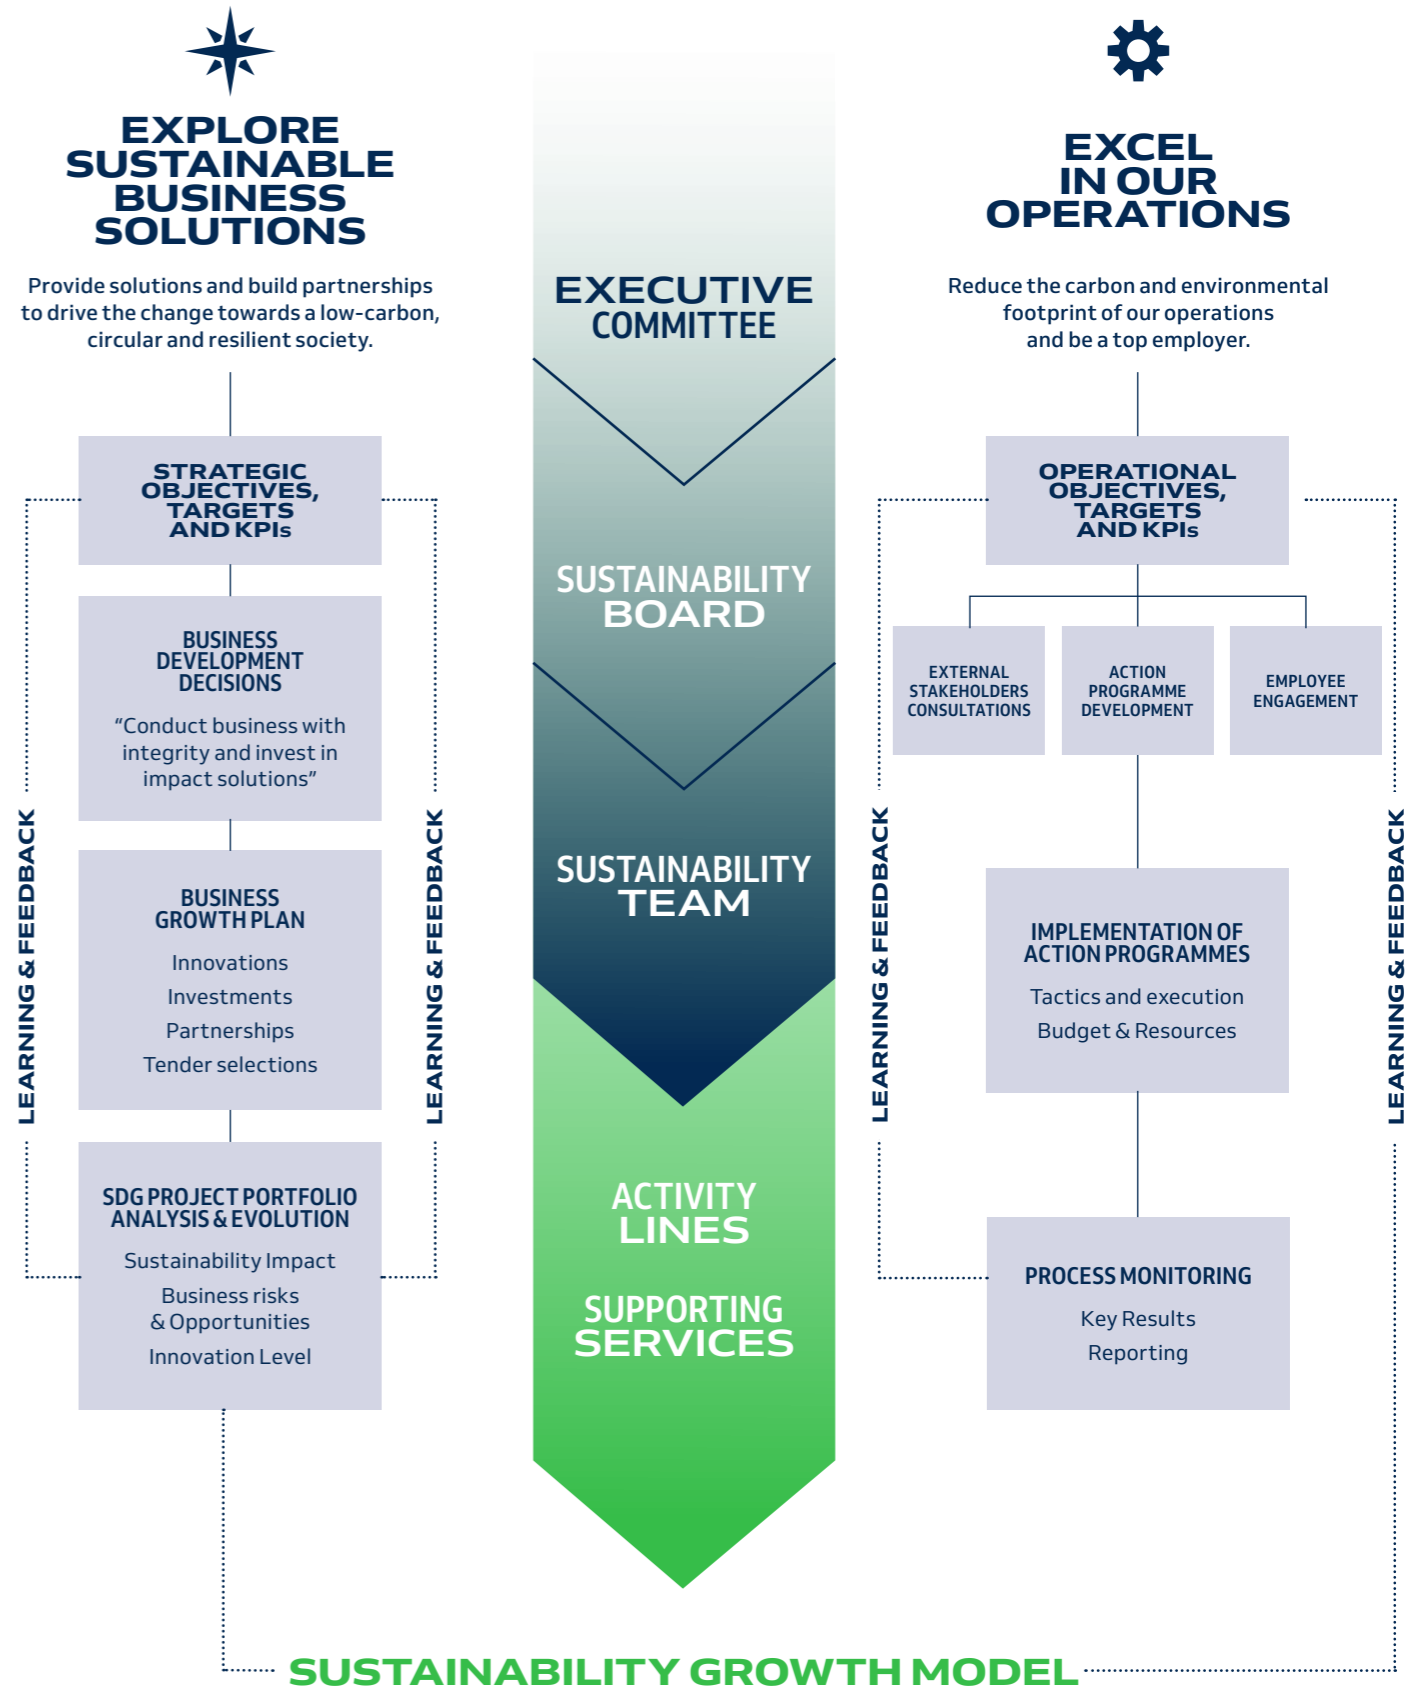 EXPLORE
SUSTAINABLE
BUSINESS
SOLUTIONS
Provide solutions and build partnerships
to drive the change towards a low-carbon,
circular and resilient society.
STRATEGIC
OBJECTIVES,
TARGETS
AND KPIs
BUSINESS
DEVELOPMENT
DECISIONS
“Conduct business with
integrity and invest in
impact solutions”
BUSINESS
GROWTH PLAN
Innovations
Investments
Partnerships
Tender selections
SDG PROJECT PORTFOLIO
ANALYSIS & EVOLUTION
Sustainability Impact
Business risks
& Opportunities
Innovation Level
LEARNING & FEEDBACK
LEARNING & FEEDBACK
EXECUTIVE
COMMITTEE
SUSTAINABILITY
BOARD
SUSTAINABILITY
TEAM
ACTIVITY
LINES
SUPPORTING
SERVICES
EXCEL
IN OUR
OPERATIONS
Reduce the carbon and environmental
footprint of our operations
and be a top employer.
OPERATIONAL
OBJECTIVES,
TARGETS
AND KPIs
EXTERNAL
STAKEHOLDERS
CONSULTATIONS
ACTION
PROGRAMME
DEVELOPMENT
EMPLOYEE
ENGAGEMENT
IMPLEMENTATION OF
ACTION PROGRAMMES
Tactics and execution
Budget & Resources
PROCESS MONITORING
Key Results
Reporting
LEARNING & FEEDBACK
LEARNING & FEEDBACK
SUSTAINABILITY GROWTH MODEL